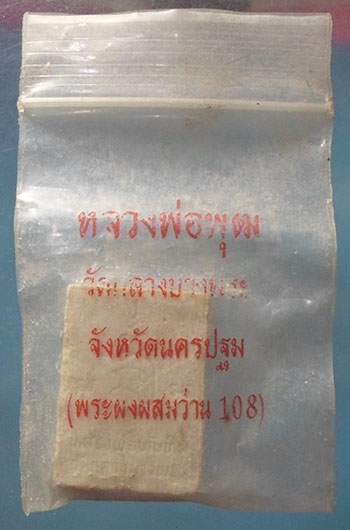 หลวงพ่อพุฒ
วัดกลางบางพระ
จังหวัดนครปฐม
(พระผงผสมว่าน 108)